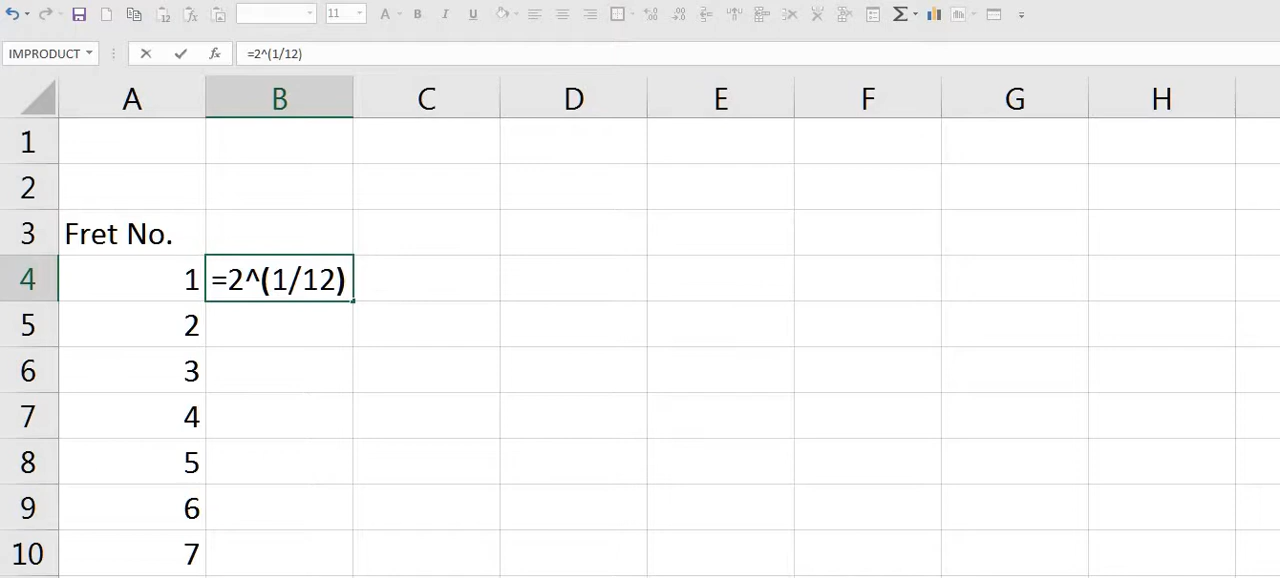 11 A B I U
IMPRODUCT fx =2^(1/12)
A B C D E F G H
1
2
3 Fret No.
4 1 =2^(1/12)
5 2
6 3
7 4
8 5
9 6
10 7